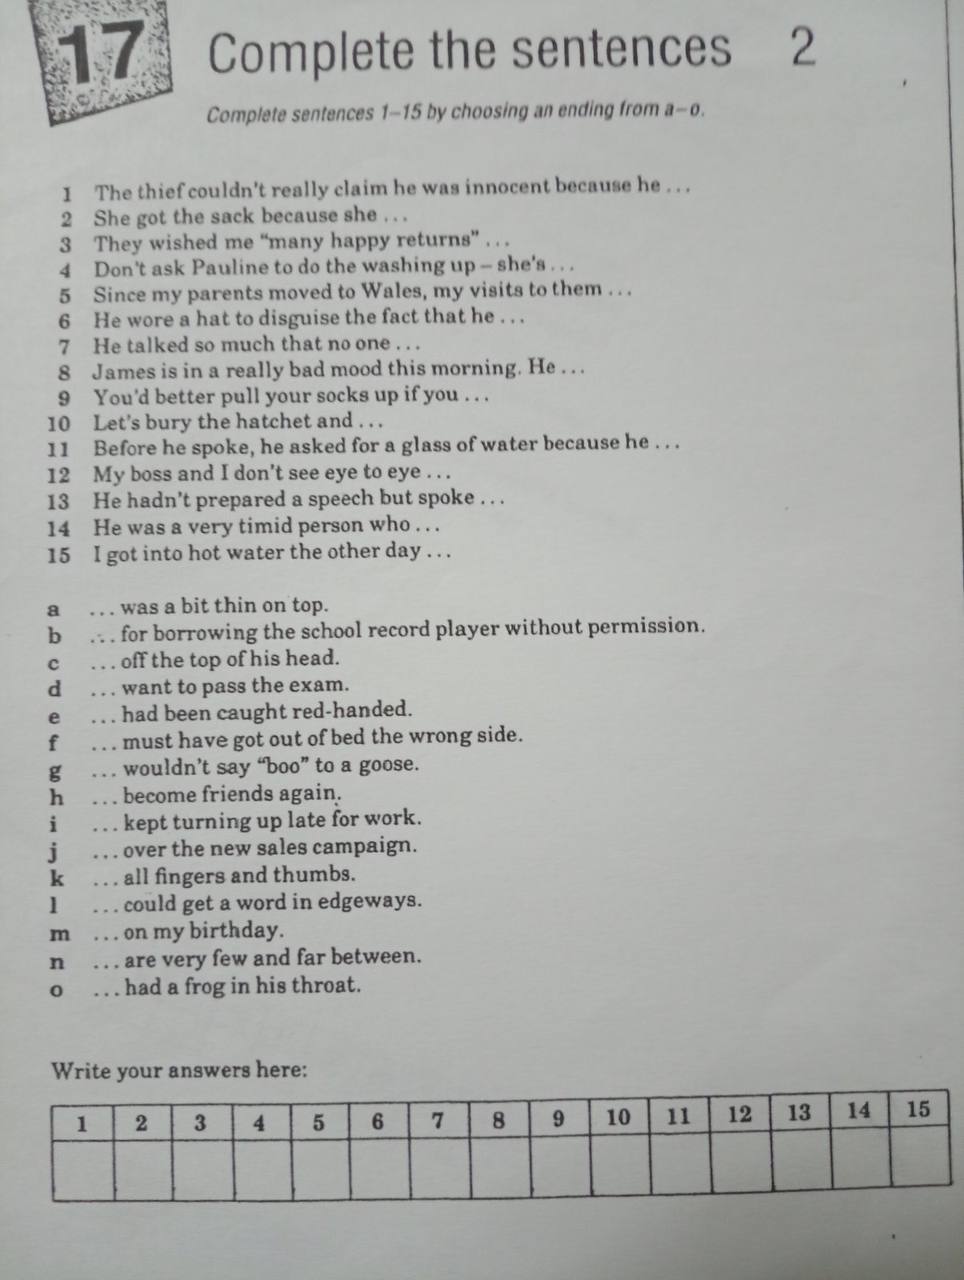 17 Complete the sentences 2
Complete sentences 1–15 by choosing an ending from a–o.
1 The thief couldn't really claim he was innocent because he . . .
2 She got the sack because she . . .
3 They wished me "many happy returns" . . .
4 Don't ask Pauline to do the washing up – she's . . .
5 Since my parents moved to Wales, my visits to them . . .
6 He wore a hat to disguise the fact that he . . .
7 He talked so much that no one . . .
8 James is in a really bad mood this morning. He . . .
9 You'd better pull your socks up if you . . .
10 Let's bury the hatchet and . . .
11 Before he spoke, he asked for a glass of water because he . . .
12 My boss and I don't see eye to eye . . .
13 He hadn't prepared a speech but spoke . . .
14 He was a very timid person who . . .
15 I got into hot water the other day . . .
a . . . was a bit thin on top.
b . . . for borrowing the school record player without permission.
c . . . off the top of his head.
d . . . want to pass the exam.
e . . . had been caught red-handed.
f . . . must have got out of bed the wrong side.
g . . . wouldn't say "boo" to a goose.
h . . . become friends again.
i . . . kept turning up late for work.
j . . . over the new sales campaign.
k . . . all fingers and thumbs.
l . . . could get a word in edgeways.
m . . . on my birthday.
n . . . are very few and far between.
o . . . had a frog in his throat.
Write your answers here:
1 2 3 4 5 6 7 8 9 10 11 12 13 14 15